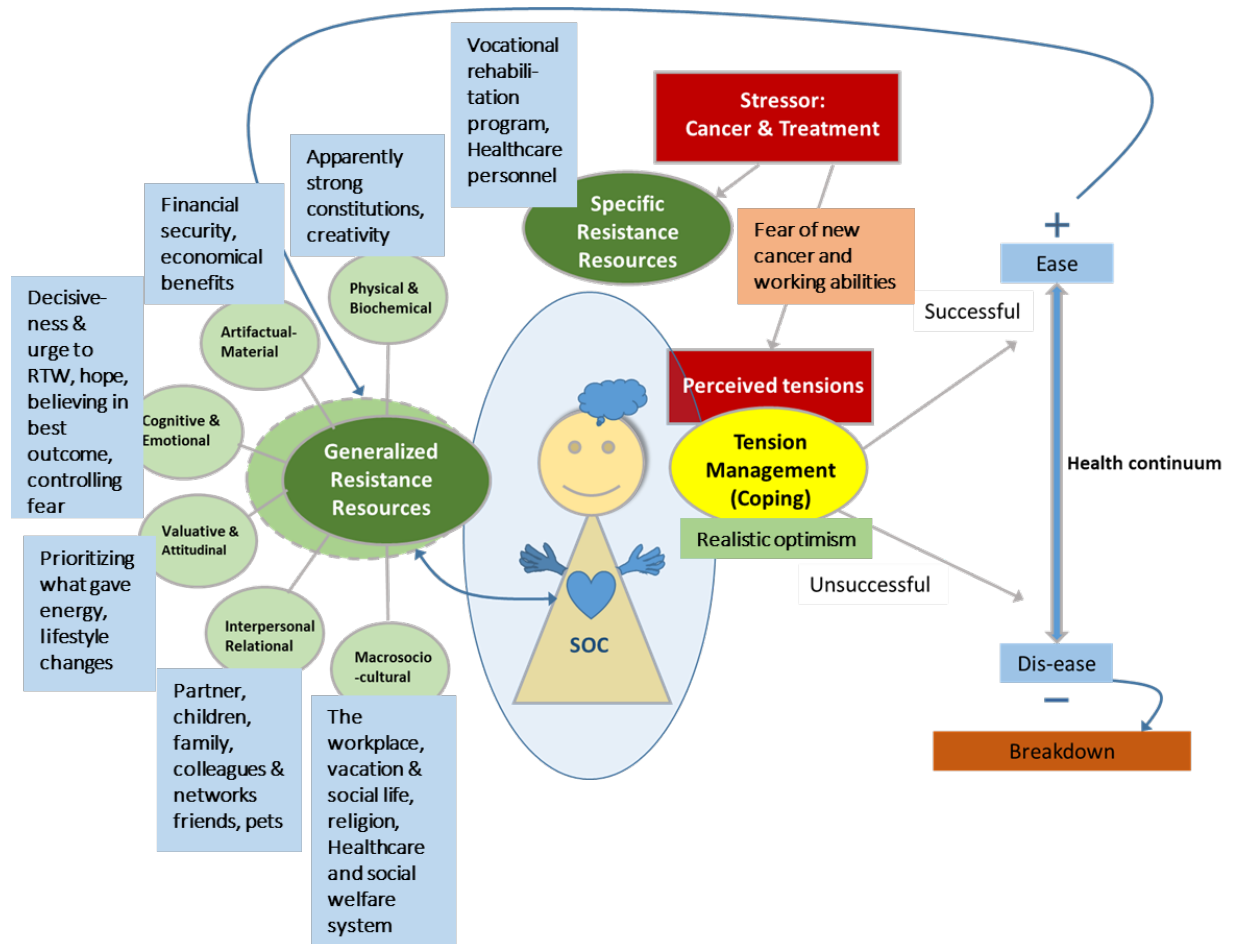 Vocational
rehabili-
tation
program,
Healthcare
personnel
Stressor:
Cancer & Treatment
Apparently
strong
constitutions,
creativity
Specific
Resistance
Resources
Financial
security,
economical
benefits
Fear of new
cancer and
working abilities
+
Ease
Decisive-
ness &
urge to
RTW, hope,
believing in
best
outcome,
controlling
fear
Physical &
Biochemical
Artifactual-
Material
Successful
Perceived tensions
Cognitive &
Emotional
Generalized
Resistance
Resources
Tension
Management
(Coping)
Health continuum
Valuative &
Attitudinal
Realistic optimism
Prioritizing
what gave
energy,
lifestyle
changes
Unsuccessful
Interpersonal
Relational
SOC
Macrosocio
-cultural
Dis-ease
−
Partner,
children,
family,
colleagues &
networks
friends, pets
The
workplace,
vacation &
social life,
religion,
Healthcare
and social
welfare
system
Breakdown